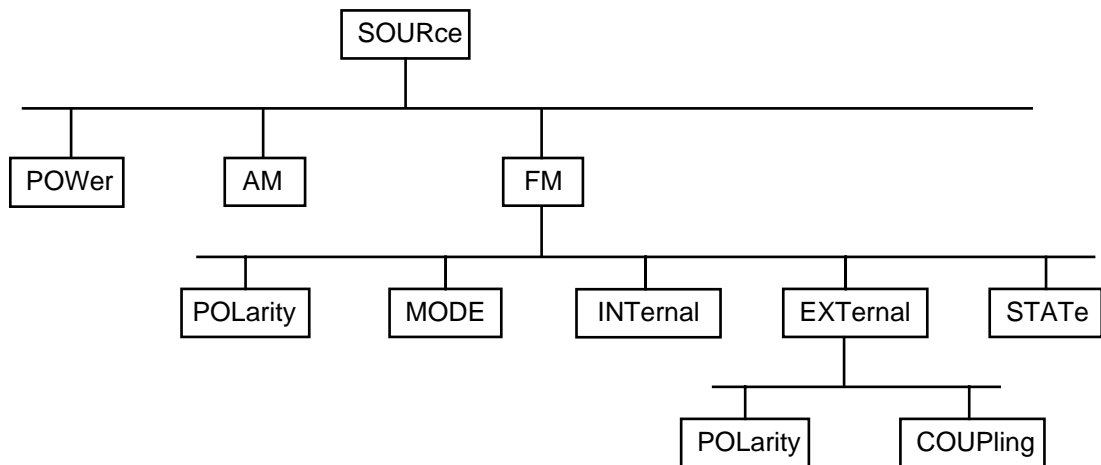 SOURce
POWer
AM
FM
POLarity
MODE
INTernal
EXTernal
STATe
POLarity
COUPling